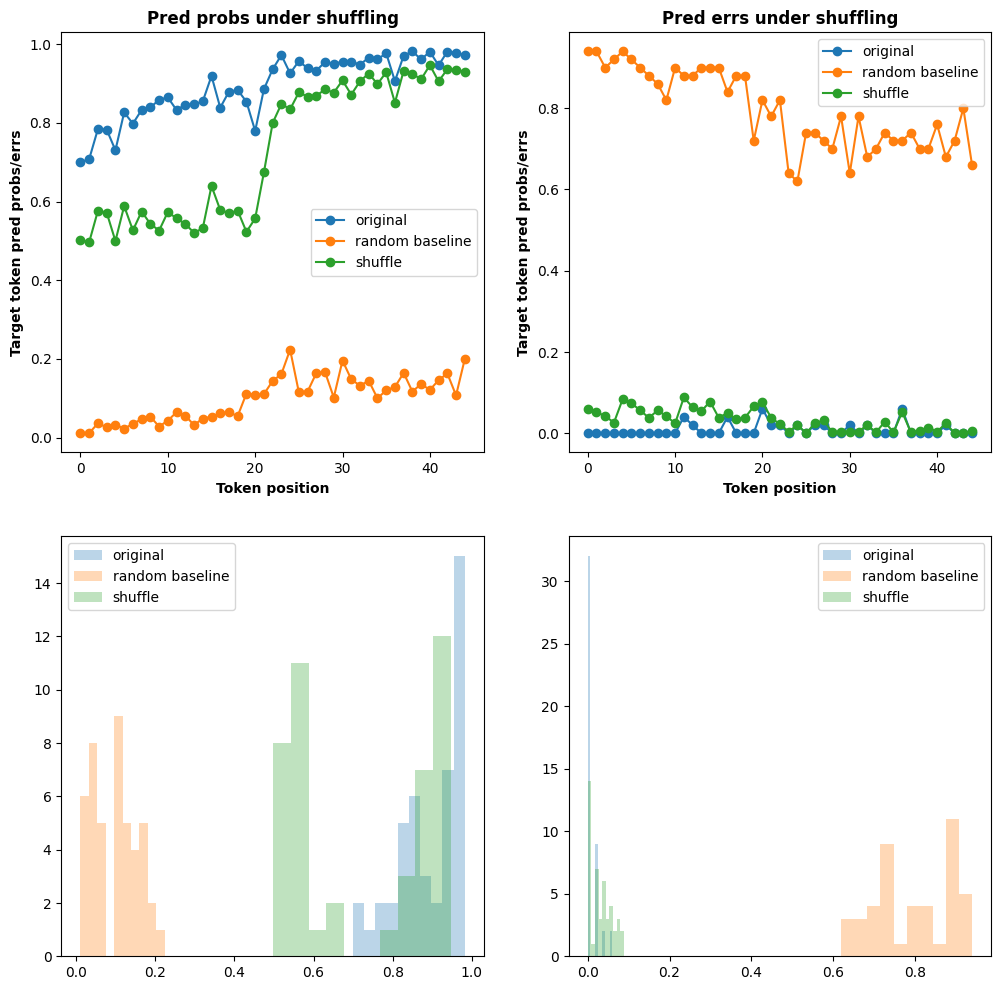 Pred probs under shuffling
Target token pred probs/errs
1.0
0.8
0.6
0.4
0.2
0.0
original
random baseline
shuffle
0 10 20 30 40
Token position
Pred errs under shuffling
Target token pred probs/errs
0.8
0.6
0.4
0.2
0.0
original
random baseline
shuffle
0 10 20 30 40
Token position
original
random baseline
shuffle
14
12
10
8
6
4
2
0
0.0 0.2 0.4 0.6 0.8 1.0
original
random baseline
shuffle
30
25
20
15
10
5
0
0.0 0.2 0.4 0.6 0.8